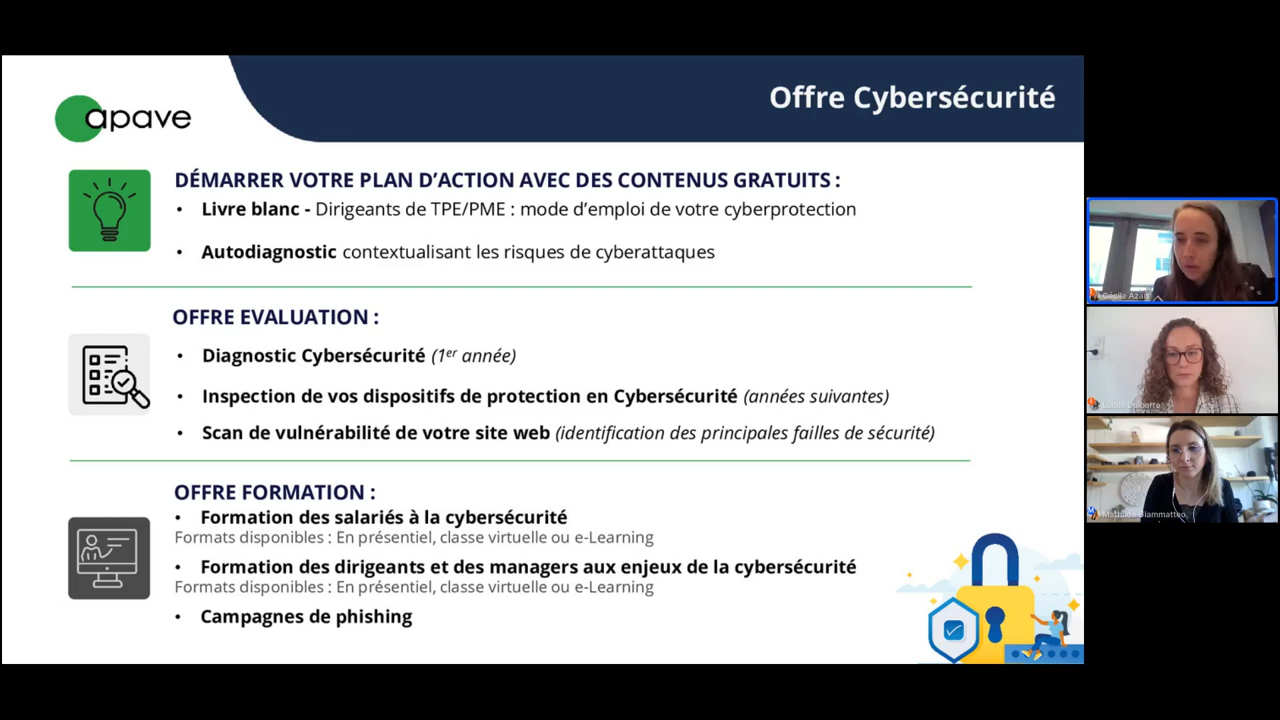 apave
Offre Cybersécurité
DÉMARRER VOTRE PLAN D’ACTION AVEC DES CONTENUS GRATUITS :
• Livre blanc - Dirigeants de TPE/PME : mode d’emploi de votre cyberprotection
• Autodiagnostic contextualisant les risques de cyberattaques
OFFRE EVALUATION :
• Diagnostic Cybersécurité (1er année)
• Inspection de vos dispositifs de protection en Cybersécurité (années suivantes)
• Scan de vulnérabilité de votre site web (identification des principales failles de sécurité)
OFFRE FORMATION :
• Formation des salariés à la cybersécurité
Formats disponibles : En présentiel, classe virtuelle ou e-Learning
• Formation des dirigeants et des managers aux enjeux de la cybersécurité
Formats disponibles : En présentiel, classe virtuelle ou e-Learning
• Campagnes de phishing
Cécile Azais
Mathilde Giammatteo